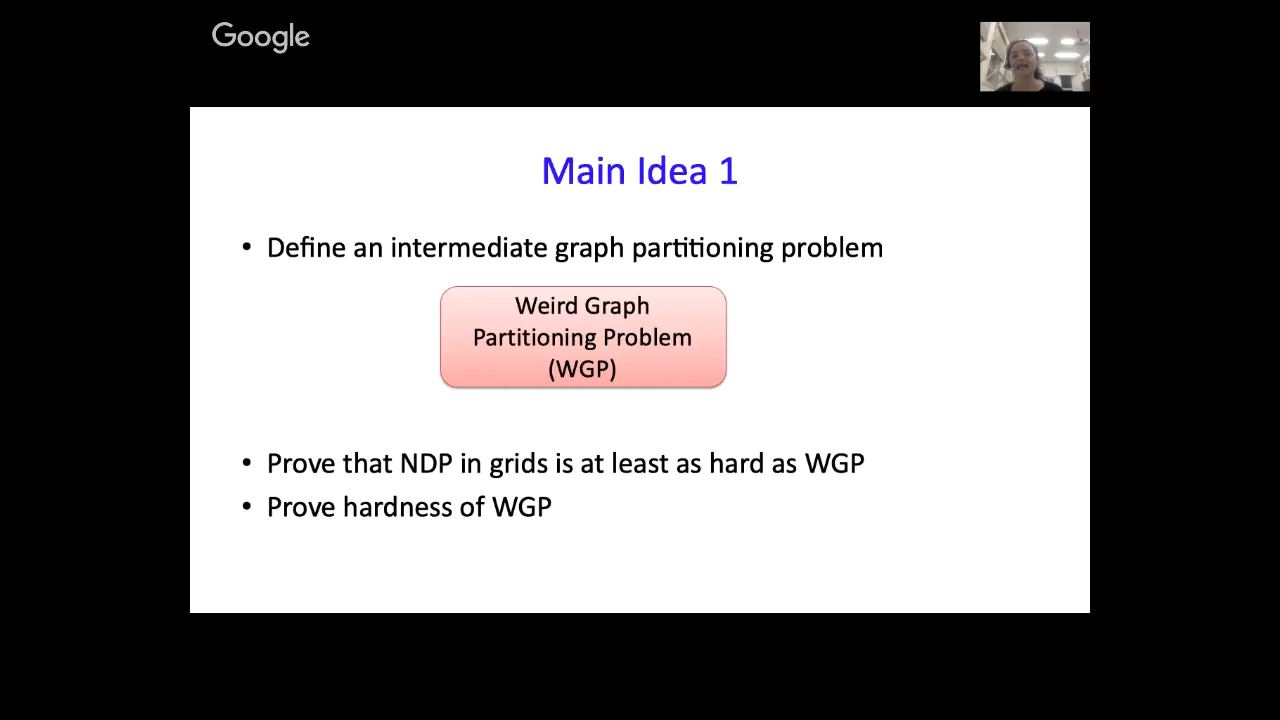 Google
Main Idea 1
• Define an intermediate graph partitioning problem
Weird Graph
Partitioning Problem
(WGP)
• Prove that NDP in grids is at least as hard as WGP
• Prove hardness of WGP